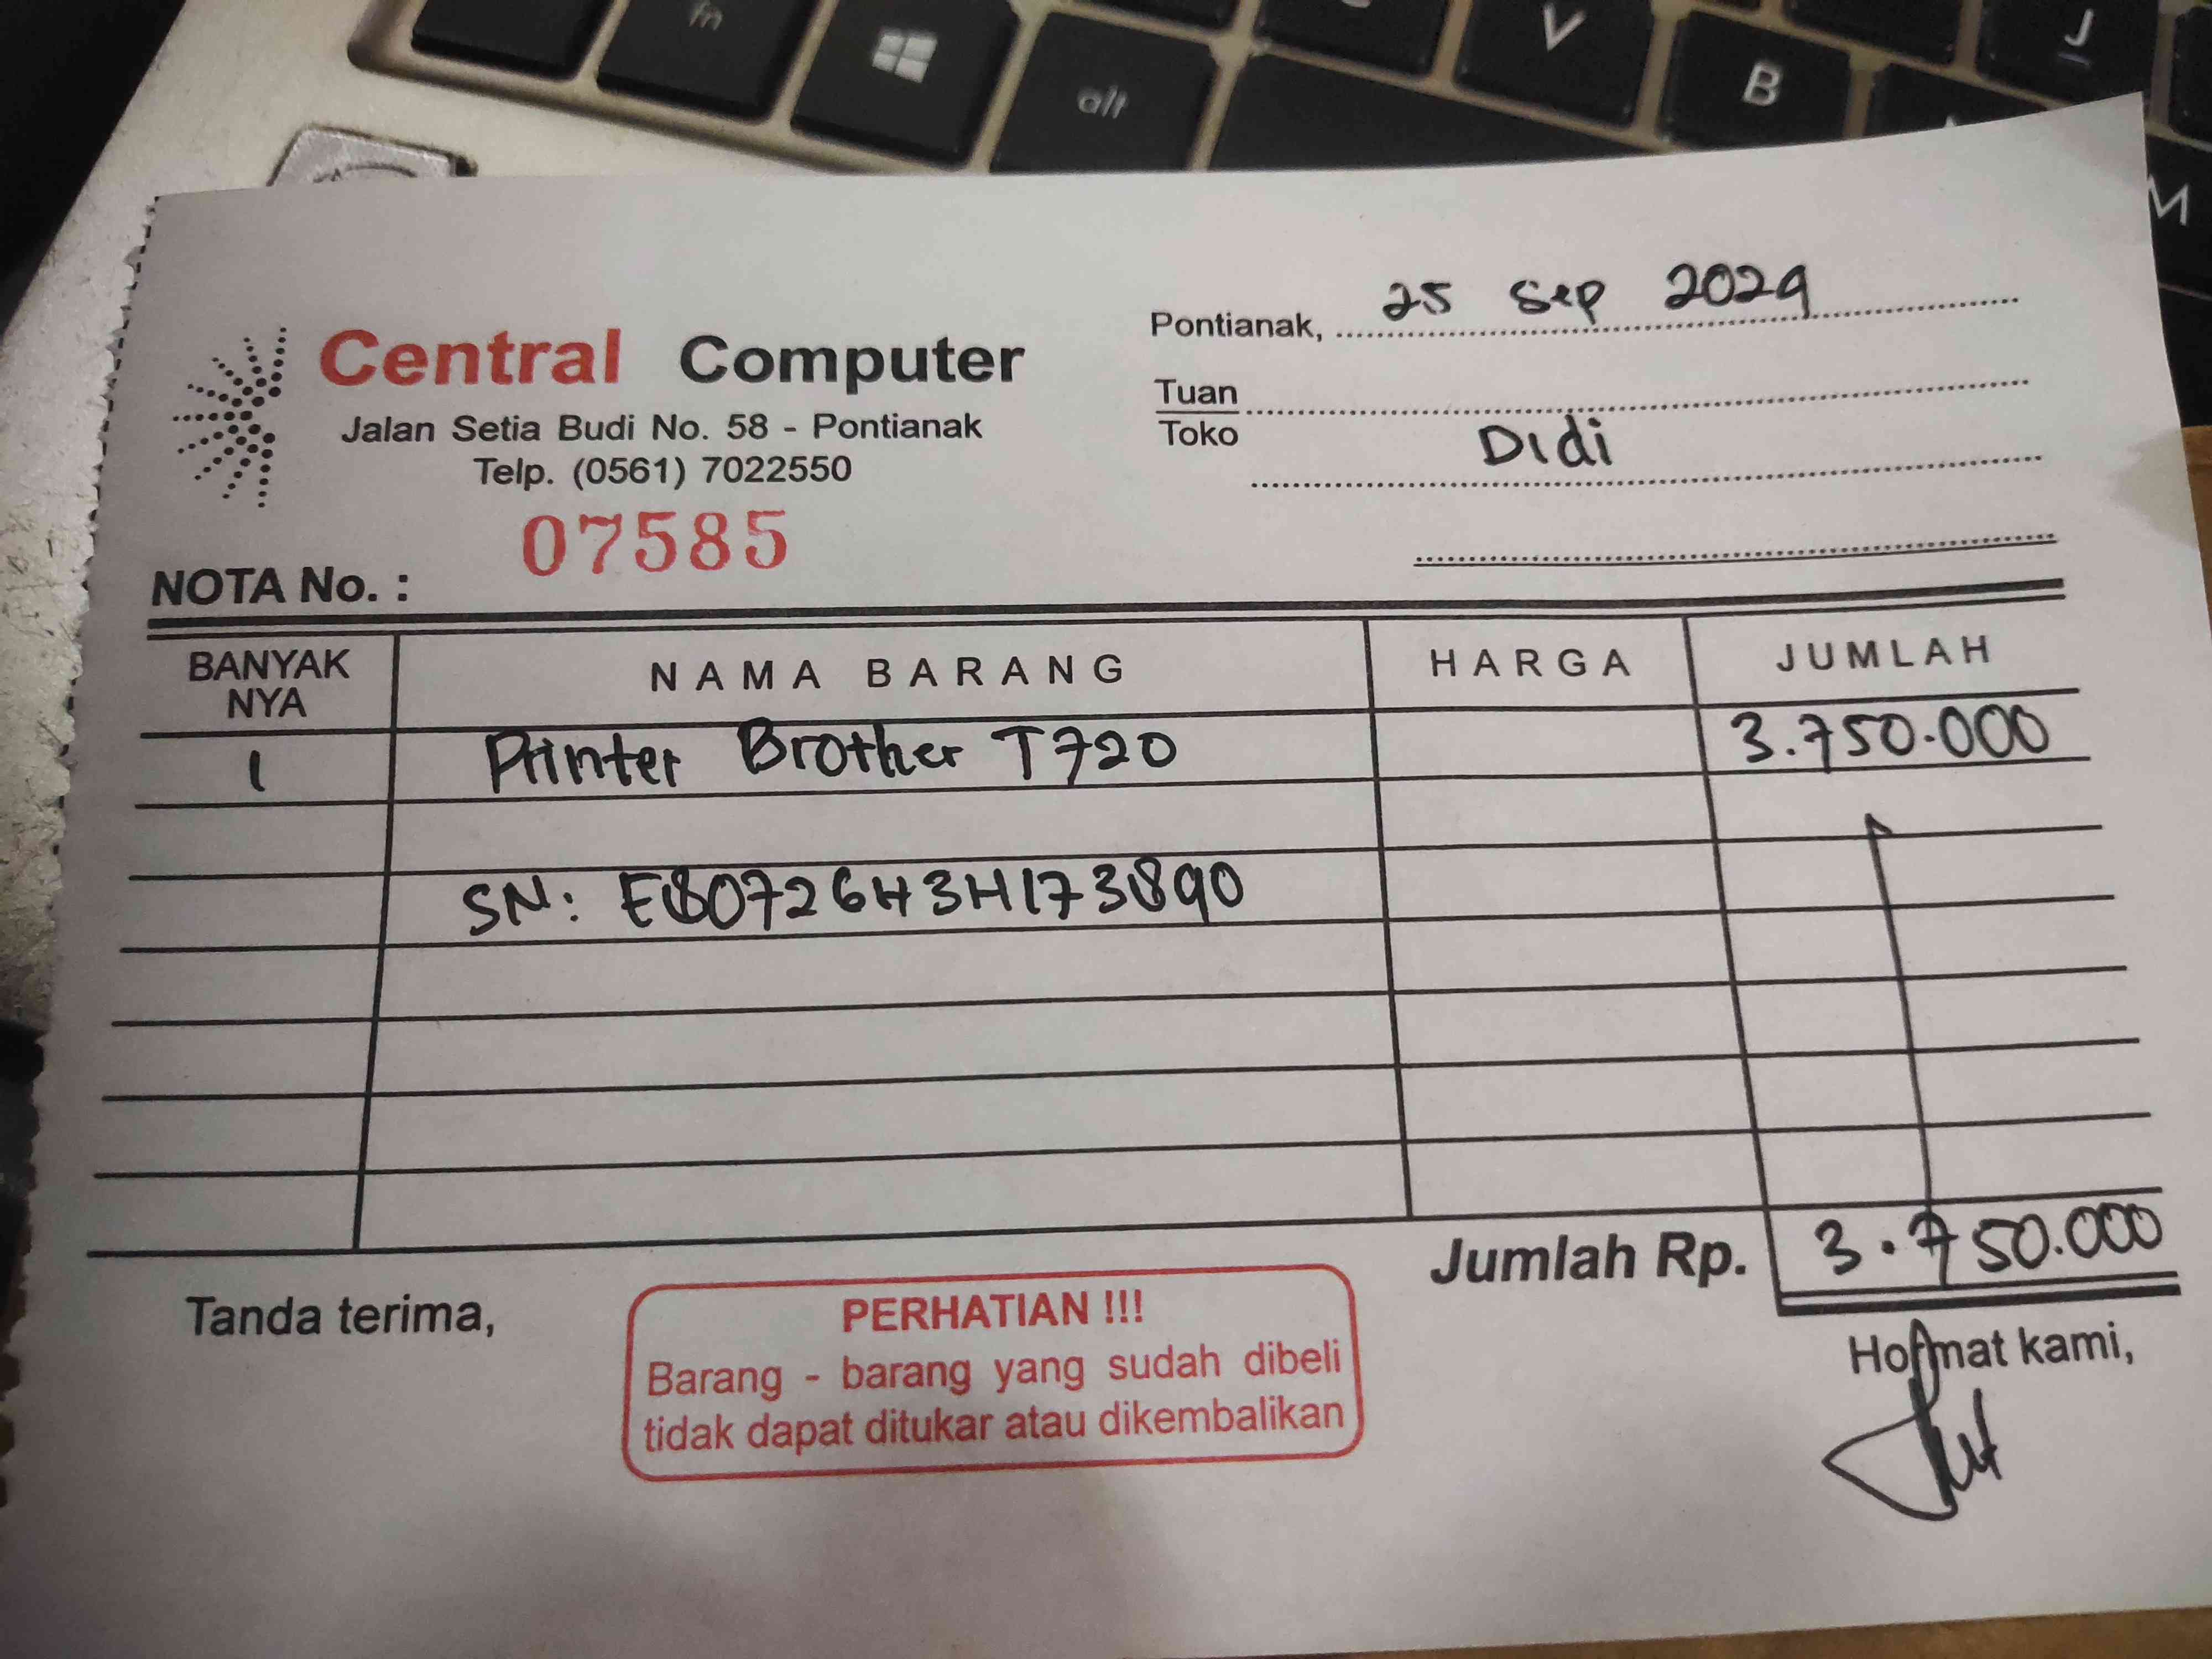 fn
alt
V
B
J
M
Central Computer
Jalan Setia Budi No. 58 - Pontianak
Telp. (0561) 7022550
NOTA No. : 07585
Pontianak, 25 Sep 2024
Tuan
Toko
Didi
BANYAK NYA NAMA BARANG HARGA JUMLAH
1 Printer Brother T720 3.750.000
SN: E80726H3H173890
Jumlah Rp. 3.750.000
Tanda terima,
PERHATIAN !!!
Barang - barang yang sudah dibeli
tidak dapat ditukar atau dikembalikan
Hormat kami,